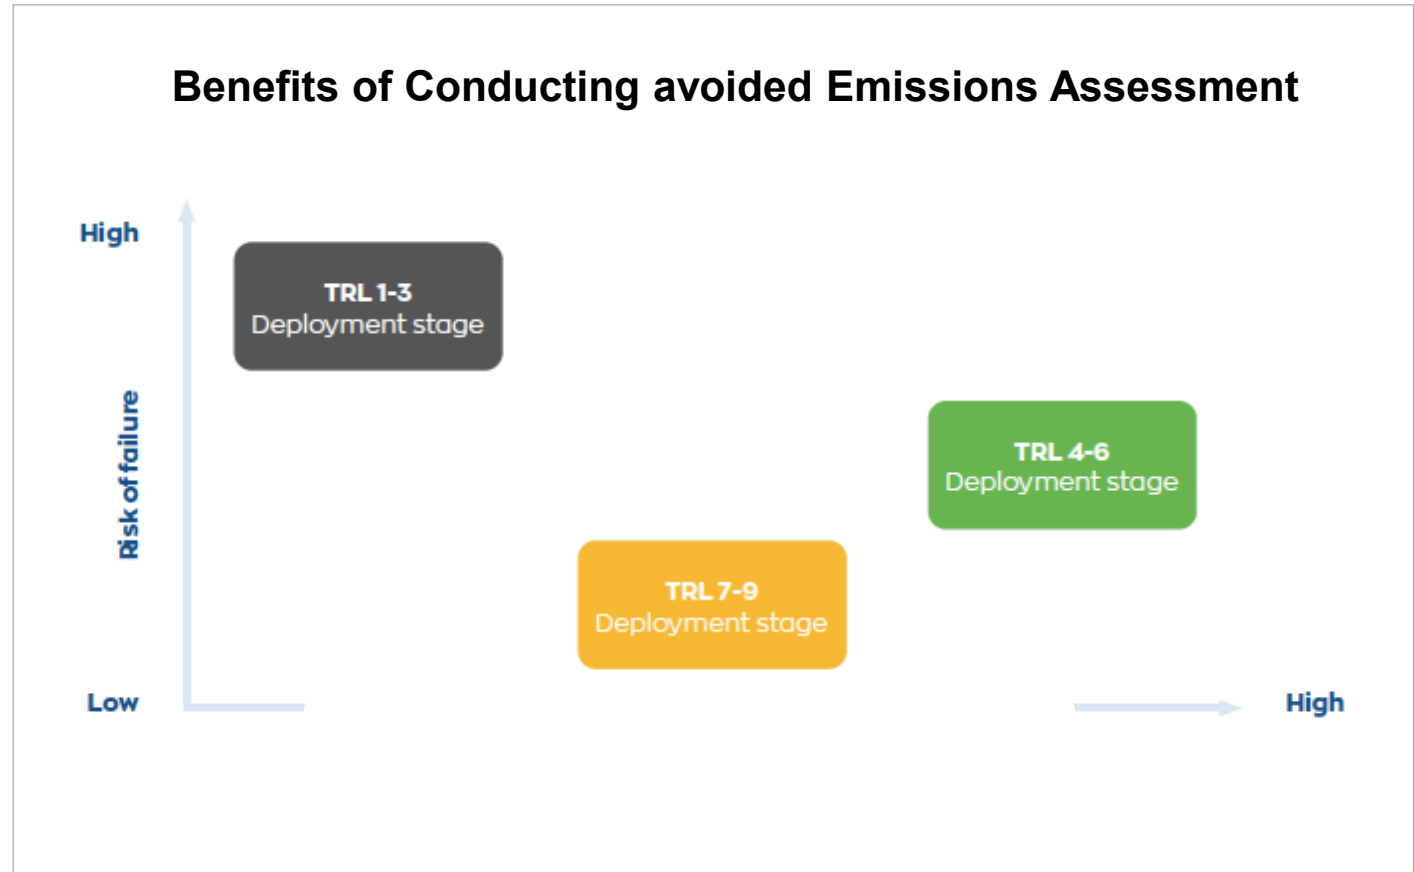 Benefits of Conducting avoided Emissions Assessment
High
TRL 1-3
Deployment stage
Risk of failure
TRL 4-6
Deployment stage
TRL 7-9
Deployment stage
Low
High